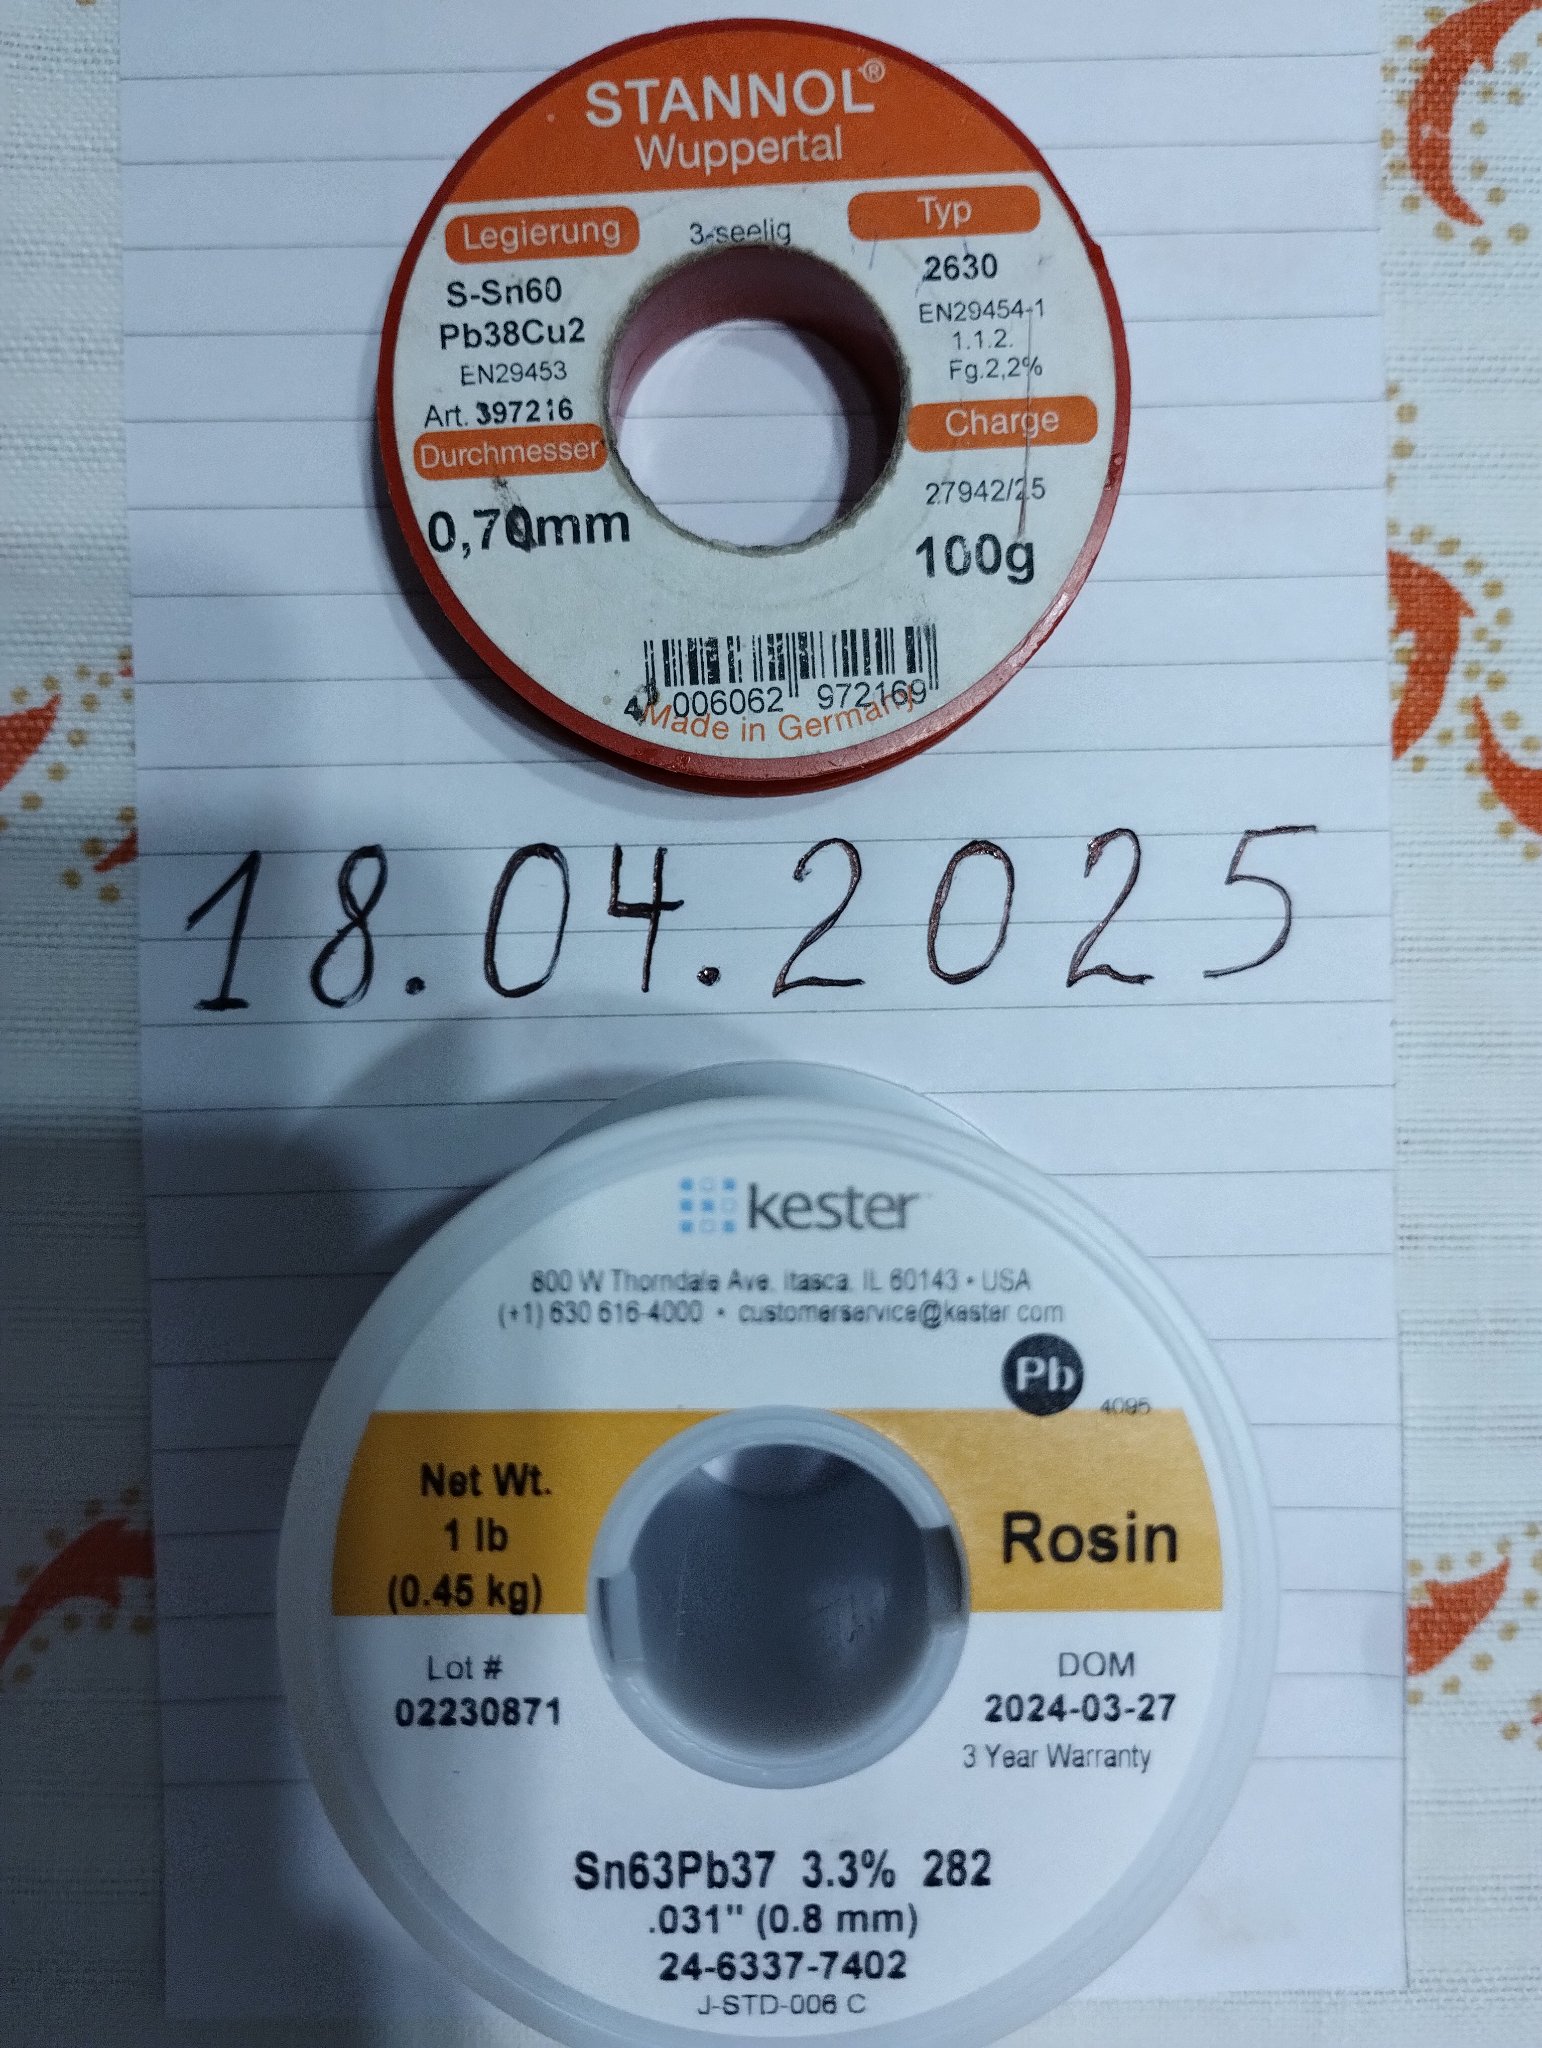 STANNOL®
Wuppertal
Legierung
3-seelig
Typ
S-Sn60
Pb38Cu2
EN29453
Art. 397216
2630
EN29454-1
1.1.2.
Fg.2,2%
Durchmesser
0,70mm
Charge
27942/25
100g
4 006062 972169
Made in Germany
18.04.2025
kester
800 W Thorndale Ave. Itasca. IL 60143 • USA
(+1) 630 616-4000 • customerservice@kester.com
Pb
4095
Net Wt.
1 lb
(0.45 kg)
Rosin
Lot #
02230871
DOM
2024-03-27
3 Year Warranty
Sn63Pb37 3.3% 282
.031" (0.8 mm)
24-6337-7402
J-STD-006 C